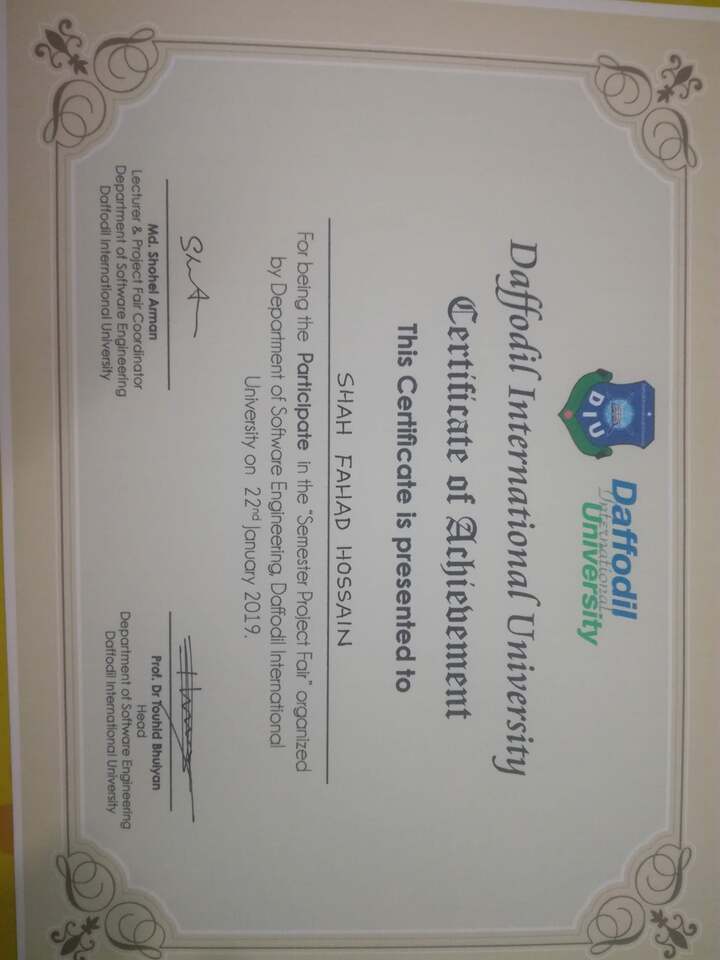 DIU
Daffodil
International
University
Daffodil International University
Certificate of Achievement
This Certificate is presented to
SHAH FAHAD HOSSAIN
For being the Participate in the “Semester Project Fair” organized
by Department of Software Engineering, Daffodil International
University on 22nd January 2019.
Md. Shohel Arman
Lecturer & Project Fair Coordinator
Department of Software Engineering
Daffodil International University
Prof. Dr Touhid Bhuiyan
Head
Department of Software Engineering
Daffodil International University